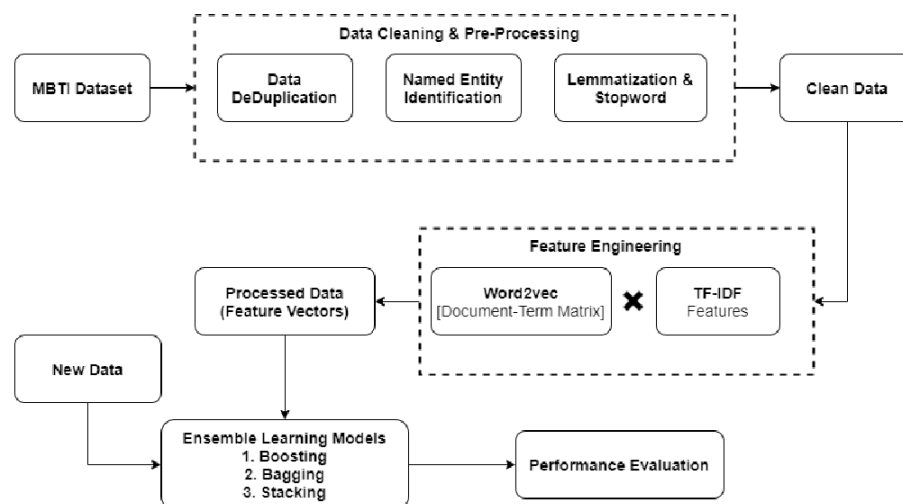 Data Cleaning & Pre-Processing
MBTI Dataset
Data
DeDuplication
Named Entity
Identification
Lemmatization &
Stopword
Clean Data
Feature Engineering
Processed Data
(Feature Vectors)
Word2vec
[Document-Term Matrix]
TF-IDF
Features
New Data
Ensemble Learning Models
1. Boosting
2. Bagging
3. Stacking
Performance Evaluation